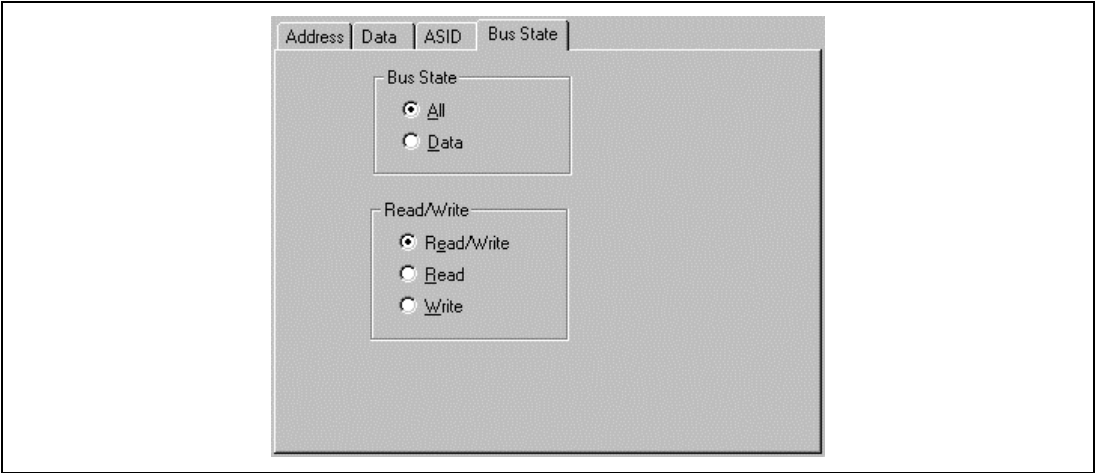 Address Data ASID Bus State
Bus State
All
Data
Read/Write
Read/Write
Read
Write